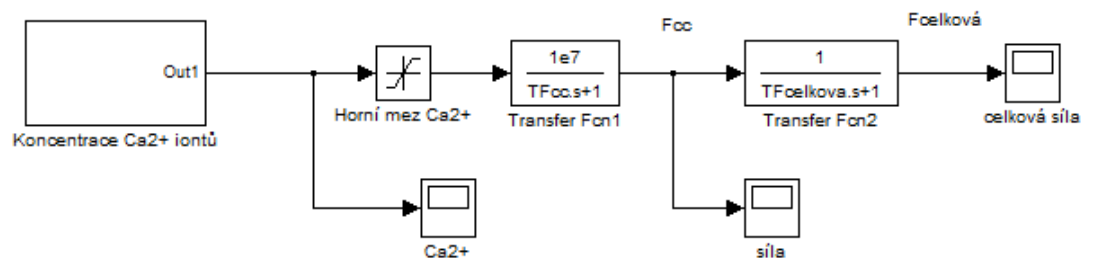 Fcc
Fcelková
Out1
1e7
TFcc.s+1
1
TFcelkova.s+1
Koncentrace Ca2+ iontů
Horní mez Ca2+
Transfer Fcn1
Transfer Fcn2
celková síla
Ca2+
síla